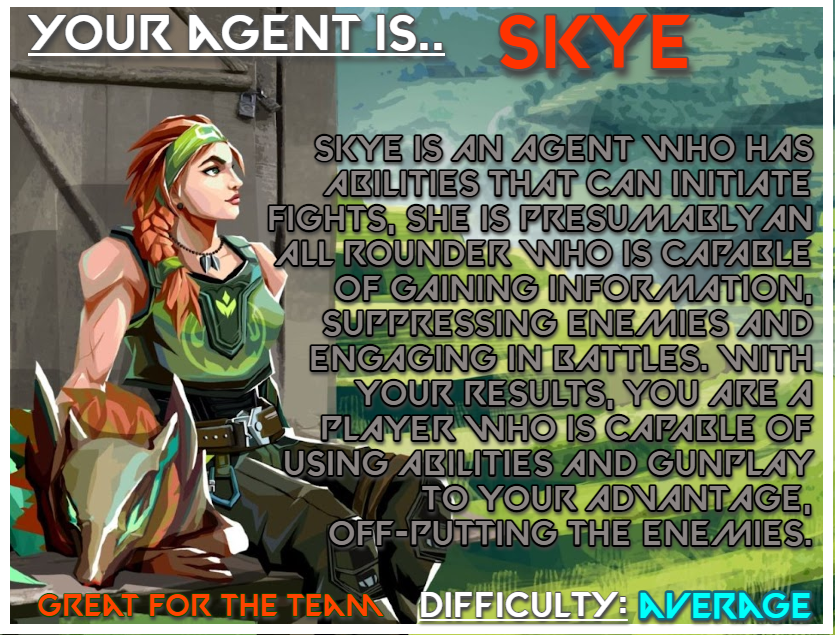 YOUR AGENT IS.. SKYE
SKYE IS AN AGENT WHO HAS
ABILITIES THAT CAN INITIATE
FIGHTS, SHE IS PRESUMABLYAN
ALL ROUNDER WHO IS CAPABLE
OF GAINING INFORMATION,
SUPPRESSING ENEMIES AND
ENGAGING IN BATTLES. WITH
YOUR RESULTS, YOU ARE A
PLAYER WHO IS CAPABLE OF
USING ABILITIES AND GUNPLAY
TO YOUR ADVANTAGE,
OFF-PUTTING THE ENEMIES.
GREAT FOR THE TEAM DIFFICULTY: AVERAGE